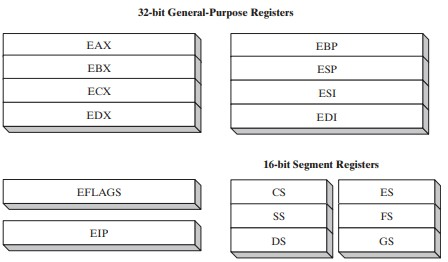 32-bit General-Purpose Registers
EAX
EBX
ECX
EDX
EBP
ESP
ESI
EDI
16-bit Segment Registers
EFLAGS
EIP
CS
SS
DS
ES
FS
GS